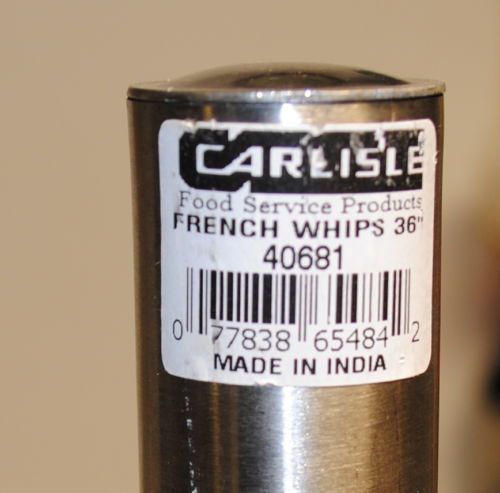 CARLISLE
Food Service Products
FRENCH WHIPS 36"
40681
0 77838 65484 2
MADE IN INDIA